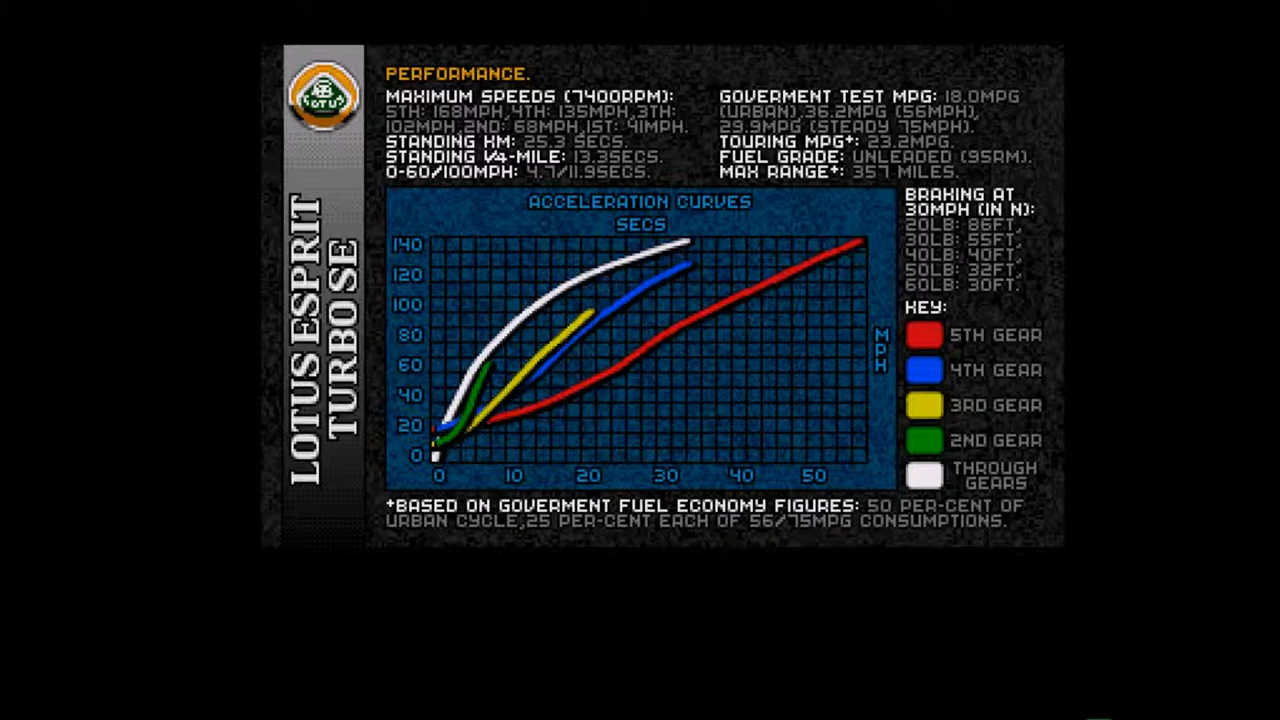 LOTUS
LOTUS ESPRIT
TURBO SE
PERFORMANCE.
MAXIMUM SPEEDS (7400RPM):
5TH: 168MPH,4TH: 135MPH,3TH:
102MPH,2ND: 68MPH,1ST: 41MPH.
STANDING KM: 25.3 SECS.
STANDING 1/4-MILE: 13.3SECS.
0-60/100MPH: 4.7/11.9SECS.
GOVERMENT TEST MPG: 18.0MPG
(URBAN),36.2MPG (56MPH),
29.9MPG (STEADY 75MPH).
TOURING MPG+: 23.2MPG.
FUEL GRADE: UNLEADED (95RM).
MAX RANGE+: 357 MILES.
ACCELERATION CURVES
SECS
140
120
100
80
60
40
20
0
0 10 20 30 40 50
MPH
BRAKING AT
30MPH (IN N):
20LB: 86FT,
30LB: 55FT,
40LB: 40FT,
50LB: 32FT,
60LB: 30FT.
KEY:
5TH GEAR
4TH GEAR
3RD GEAR
2ND GEAR
THROUGH
GEARS
+BASED ON GOVERMENT FUEL ECONOMY FIGURES: 50 PER-CENT OF
URBAN CYCLE,25 PER-CENT EACH OF 56/75MPG CONSUMPTIONS.